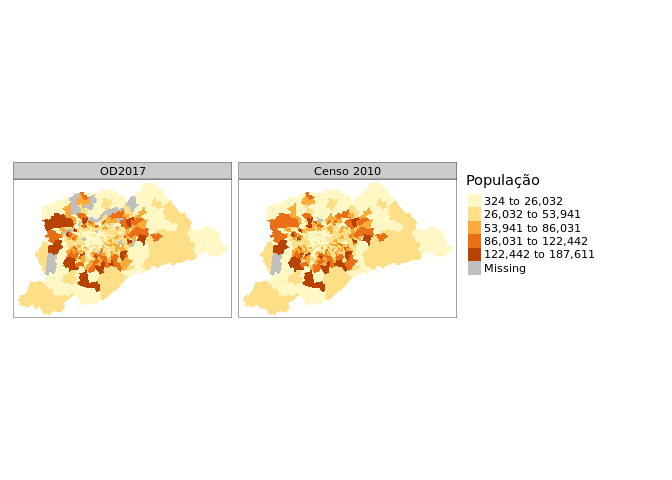 OD2017
Censo 2010
População
324 to 26,032
26,032 to 53,941
53,941 to 86,031
86,031 to 122,442
122,442 to 187,611
Missing